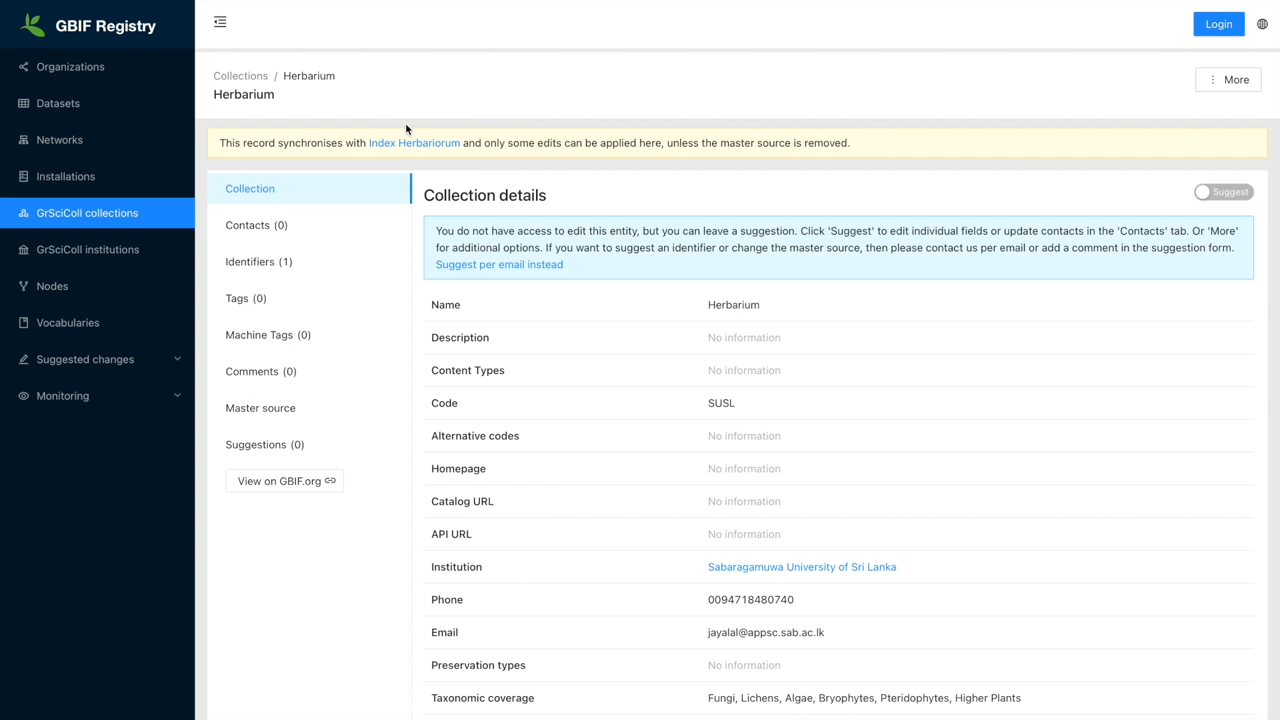 GBIF Registry
Organizations
Datasets
Networks
Installations
GrSciColl collections
GrSciColl institutions
Nodes
Vocabularies
Suggested changes
Monitoring
Login
Collections / Herbarium
Herbarium
More
This record synchronises with Index Herbariorum and only some edits can be applied here, unless the master source is removed.
Collection
Contacts (0)
Identifiers (1)
Tags (0)
Machine Tags (0)
Comments (0)
Master source
Suggestions (0)
View on GBIF.org
Collection details
Suggest
You do not have access to edit this entity, but you can leave a suggestion. Click 'Suggest' to edit individual fields or update contacts in the 'Contacts' tab. Or 'More'
for additional options. If you want to suggest an identifier or change the master source, then please contact us per email or add a comment in the suggestion form.
Suggest per email instead
Name Herbarium
Description No information
Content Types No information
Code SUSL
Alternative codes No information
Homepage No information
Catalog URL No information
API URL No information
Institution Sabaragamuwa University of Sri Lanka
Phone 0094718480740
Email jayalal@appsc.sab.ac.lk
Preservation types No information
Taxonomic coverage Fungi, Lichens, Algae, Bryophytes, Pteridophytes, Higher Plants